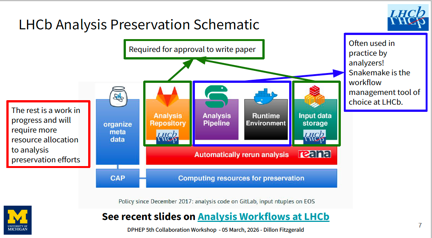 LHCb Analysis Preservation Schematic
LHCb
Required for approval to write paper
Often used in
practice by
analyzers!
Snakemake is the
workflow
management tool of
choice at LHCb.
The rest is a work in
progress and will
require more
resource allocation
to analysis
preservation efforts
organize
meta
data
Analysis
Repository
LHCb
Analysis
Pipeline
Runtime
Environment
Input data
storage
LHCb
Automatically rerun analysis
reana
CAP
Computing resources for preservation
Policy since December 2017: analysis code on GitLab, input ntuples on EOS
See recent slides on Analysis Workflows at LHCb
UNIVERSITY OF
MICHIGAN
DPHEP 5th Collaboration Workshop - 05 March, 2026 - Dillon Fitzgerald
7